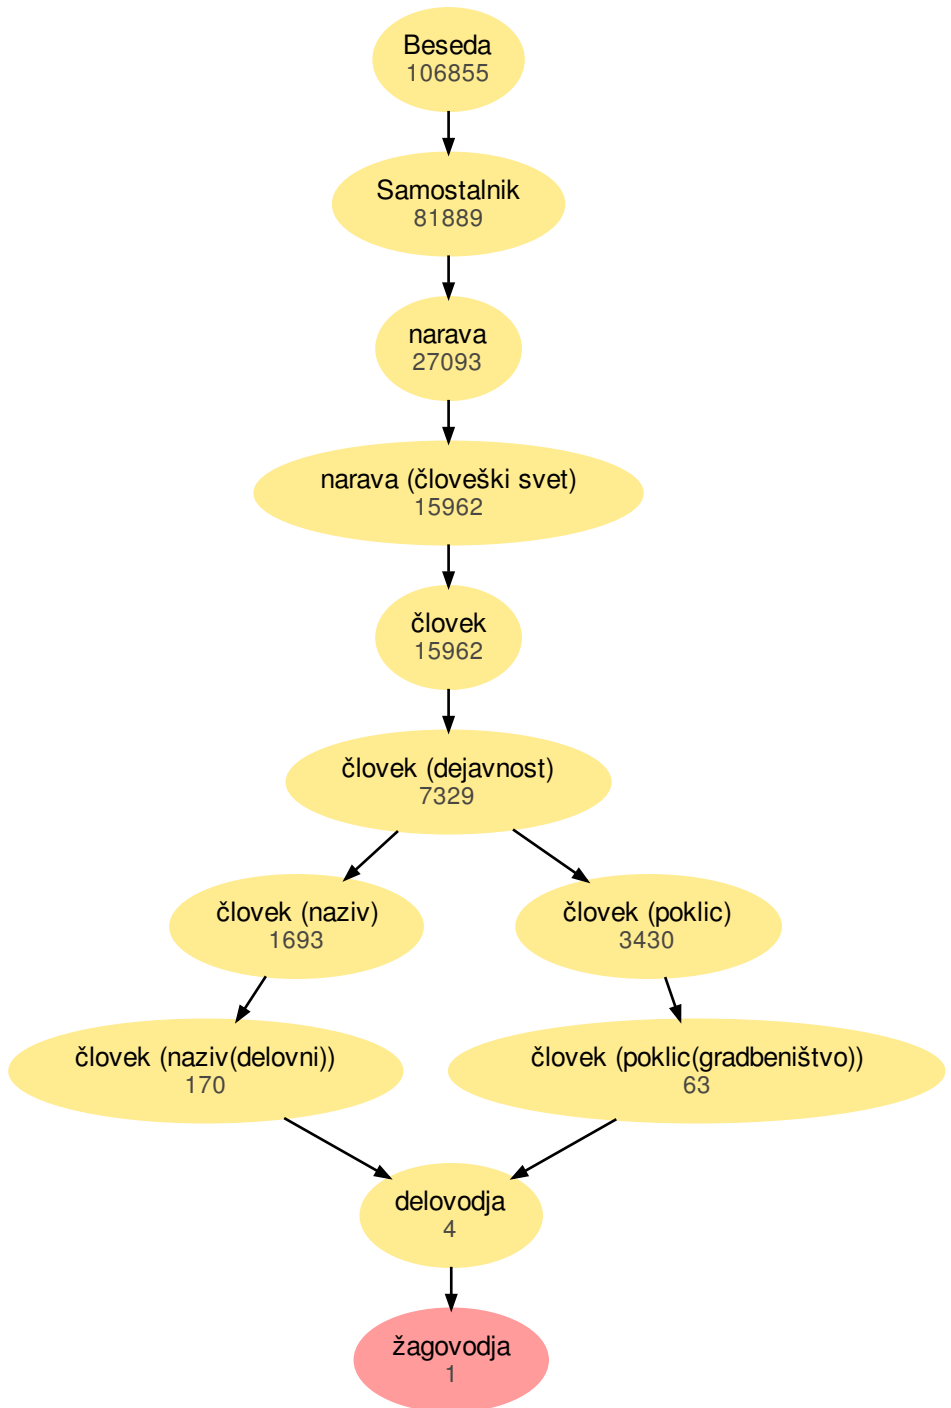 Beseda
106855
Samostalnik
81889
narava
27093
narava (človeški svet)
15962
človek
15962
človek (dejavnost)
7329
človek (naziv)
1693
človek (poklic)
3430
človek (naziv(delovni))
170
človek (poklic(gradbeništvo))
63
delovodja
4
žagovodja
1